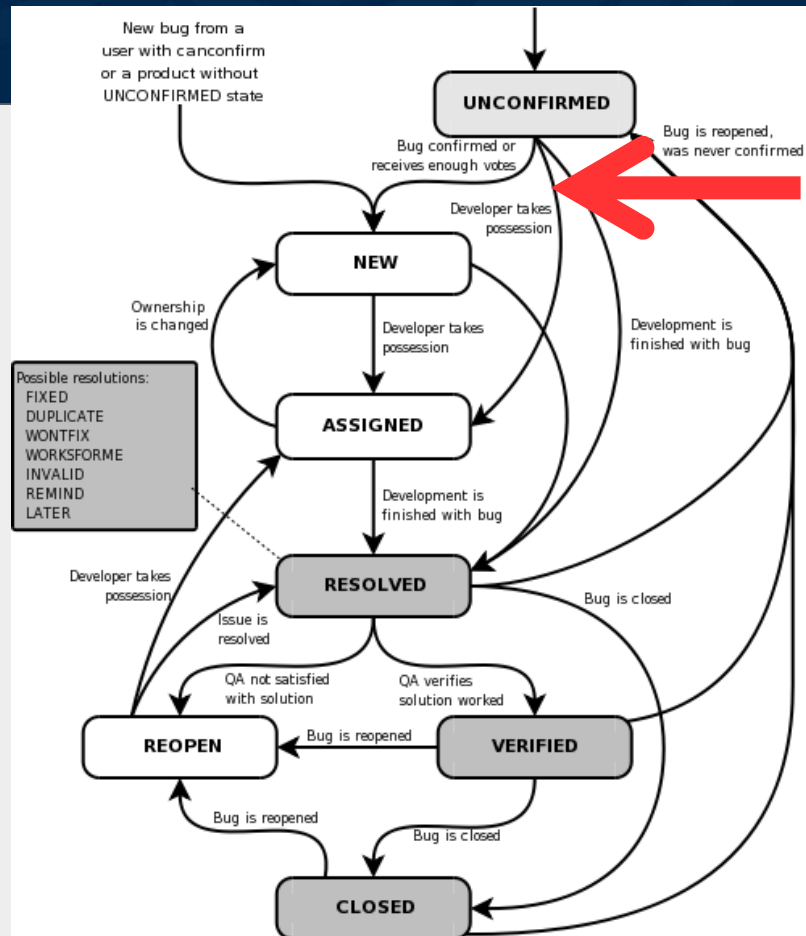 New bug from a
user with canconfirm
or a product without
UNCONFIRMED state
UNCONFIRMED
Bug is reopened,
was never confirmed
Bug confirmed or
receives enough votes
Developer takes
possession
NEW
Ownership
is changed
Developer takes
possession
Development is
finished with bug
Possible resolutions:
FIXED
DUPLICATE
WONTFIX
WORKSFORME
INVALID
REMIND
LATER
ASSIGNED
Development is
finished with bug
RESOLVED
Developer takes
possession
Issue is
resolved
Bug is closed
QA not satisfied
with solution
QA verifies
solution worked
REOPEN
Bug is reopened
VERIFIED
Bug is reopened
Bug is closed
CLOSED